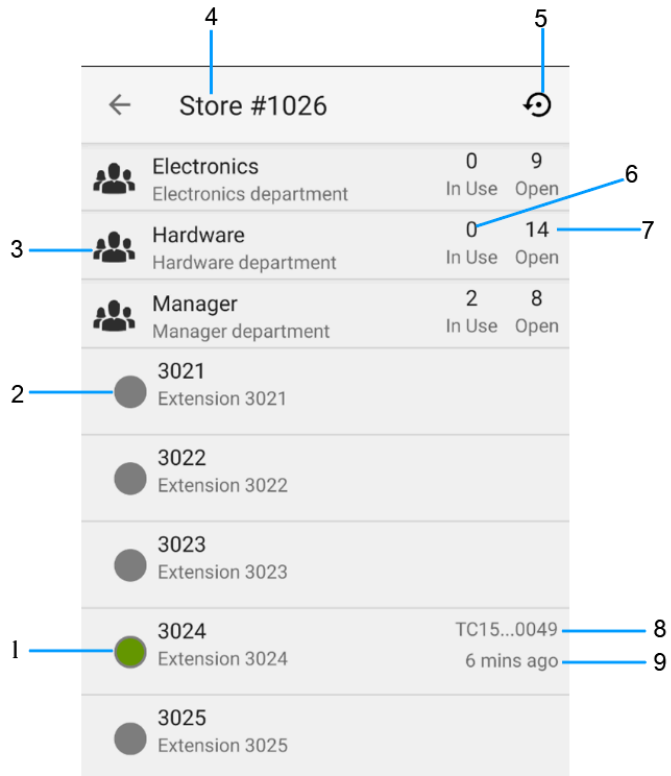 4
5
Store #1026
Electronics
0
9
Electronics department
In Use
Open
6
Hardware
0
14
7
3
Hardware department
In Use
Open
Manager
2
8
Manager department
In Use
Open
3021
2
Extension 3021
3022
Extension 3022
3023
Extension 3023
3024
TC15...0049
8
1
Extension 3024
6 mins ago
9
3025
Extension 3025